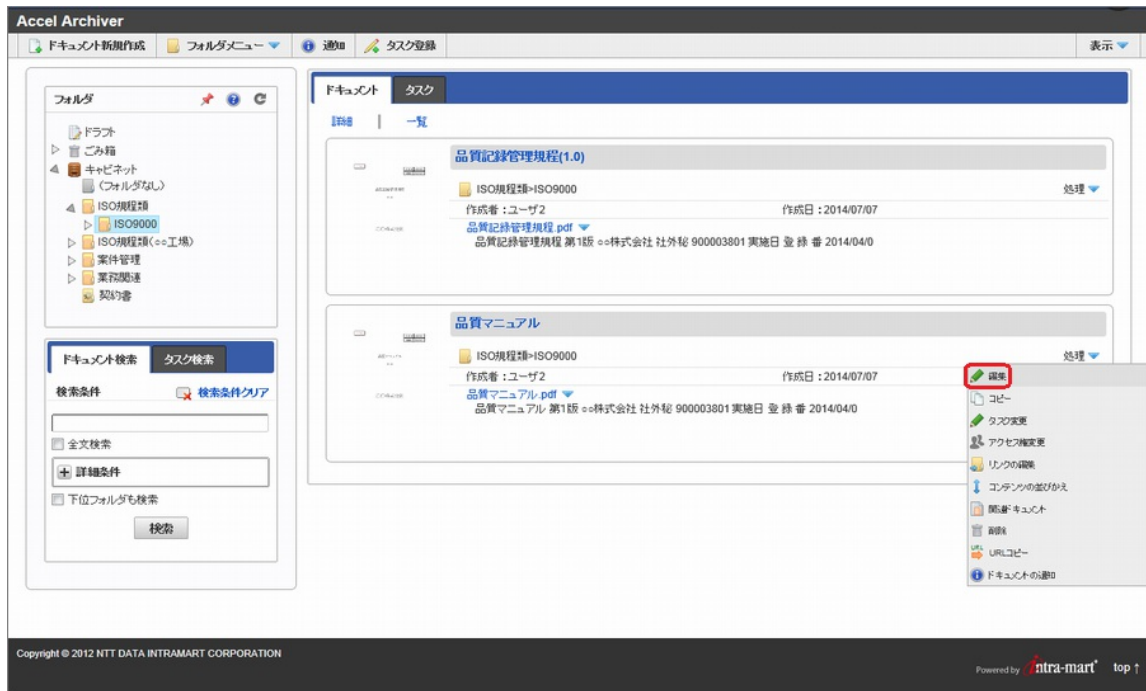 Accel Archiver
ドキュメント新規作成 フォルダメニュー 通知 タスク登録 表示
フォルダ
ドラフト
ごみ箱
キャビネット
(フォルダなし)
ISO規程類
ISO9000
ISO規程類(○○工場)
案件管理
業務関連
契約書
ドキュメント検索 タスク検索
検索条件 検索条件クリア
全文検索
詳細条件
下位フォルダも検索
検索
ドキュメント タスク
詳細 | 一覧
品質記録管理規程(1.0)
ISO規程類>ISO9000 処理
作成者:ユーザ2 作成日:2014/07/07
品質記録管理規程.pdf
品質記録管理規程 第1版 ○○株式会社 社外秘 900003801 実施日 登 録 番 2014/04/0
品質マニュアル
ISO規程類>ISO9000 処理
作成者:ユーザ2 作成日:2014/07/07
品質マニュアル.pdf
品質マニュアル 第1版 ○○株式会社 社外秘 900003801 実施日 登 録 番 2014/04/0
編集
コピー
タスク変更
アクセス権変更
リンクの編集
コンテンツの並びかえ
関連ドキュメント
削除
URLコピー
ドキュメントの通知
Copyright © 2012 NTT DATA INTRAMART CORPORATION
Powered by intra-mart top ↑